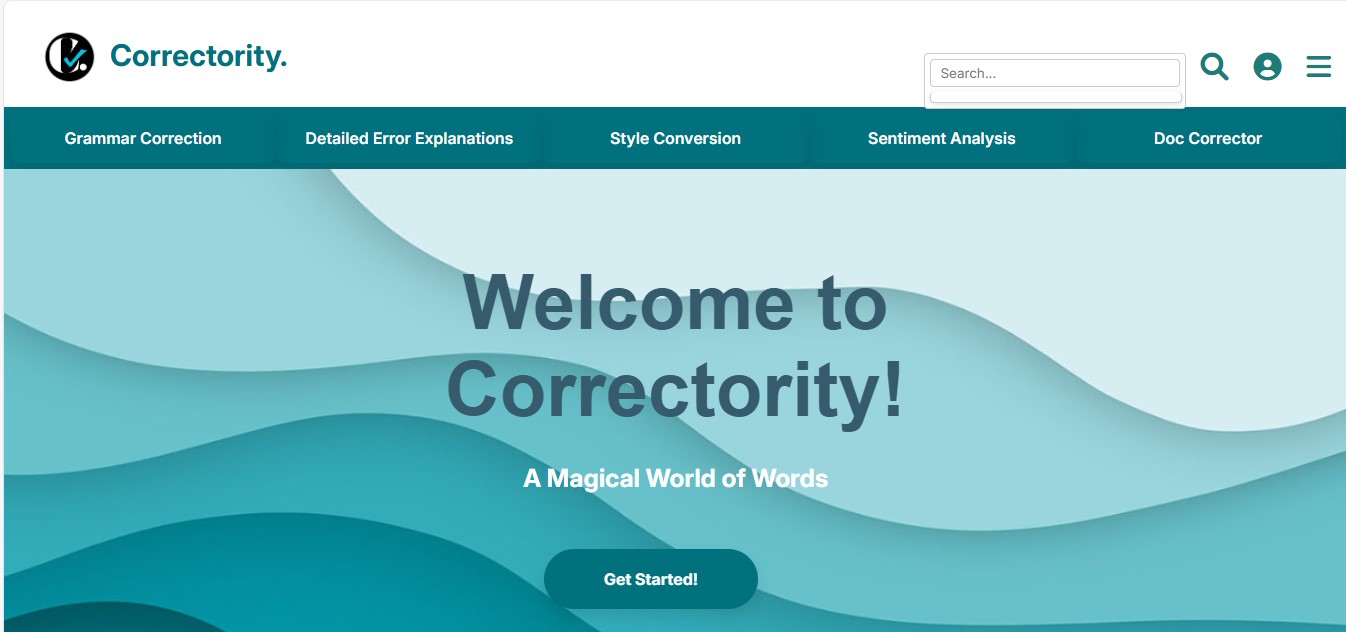 Correctority.
Search...
Grammar Correction
Detailed Error Explanations
Style Conversion
Sentiment Analysis
Doc Corrector
Welcome to
Correctority!
A Magical World of Words
Get Started!